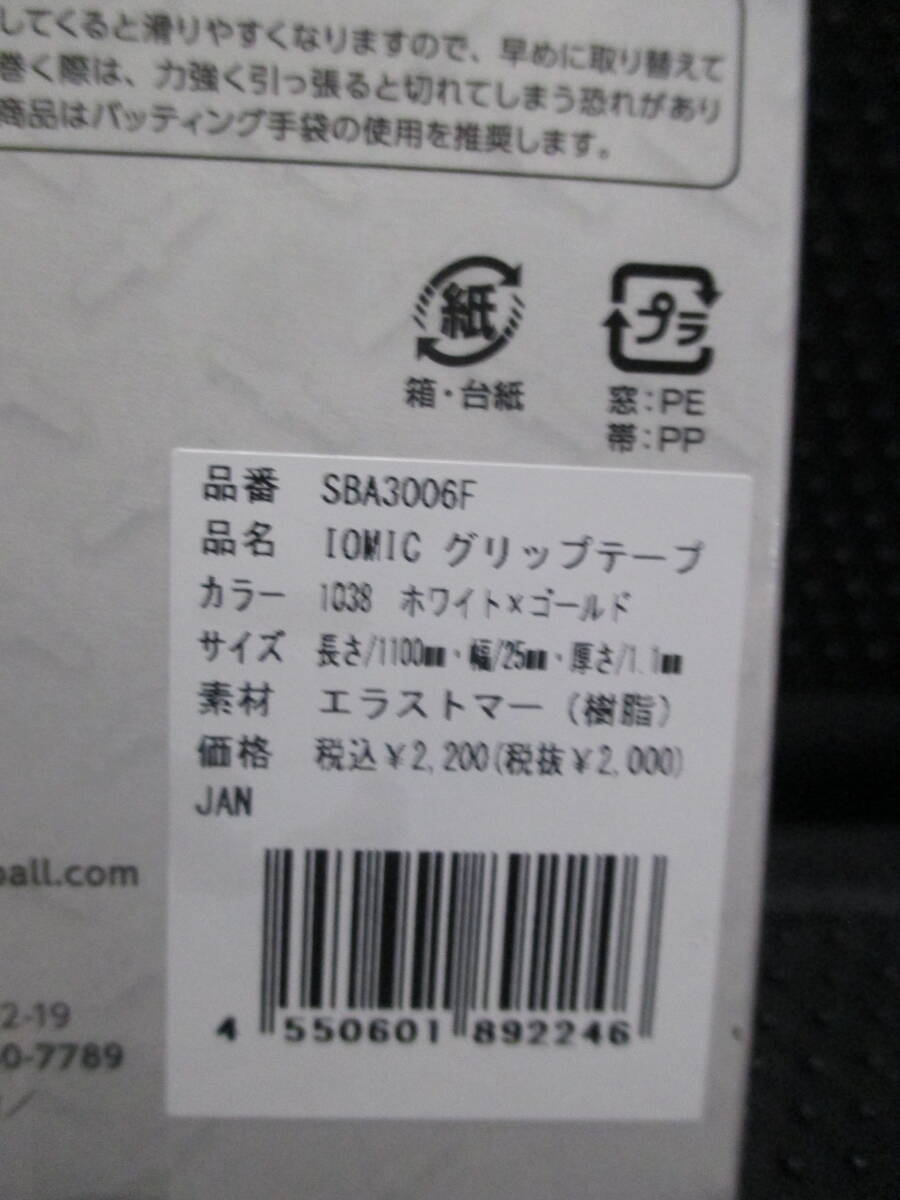 してくると滑りやすくなりますので、早めに取り替えて
巻く際は、力強く引っ張ると切れてしまう恐れがあり
商品はバッティング手袋の使用を推奨します。
紙
箱・台紙
プラ
窓:PE
帯:PP
品番 SBA3006F
品名 IOMIC グリップテープ
カラー 1038 ホワイト×ゴールド
サイズ 長さ/1100㎜・幅/25㎜・厚さ/1.1㎜
素材 エラストマー(樹脂)
価格 税込¥2,200(税抜¥2,000)
JAN
ball.com
4 550601 892246
2-19
0-7789